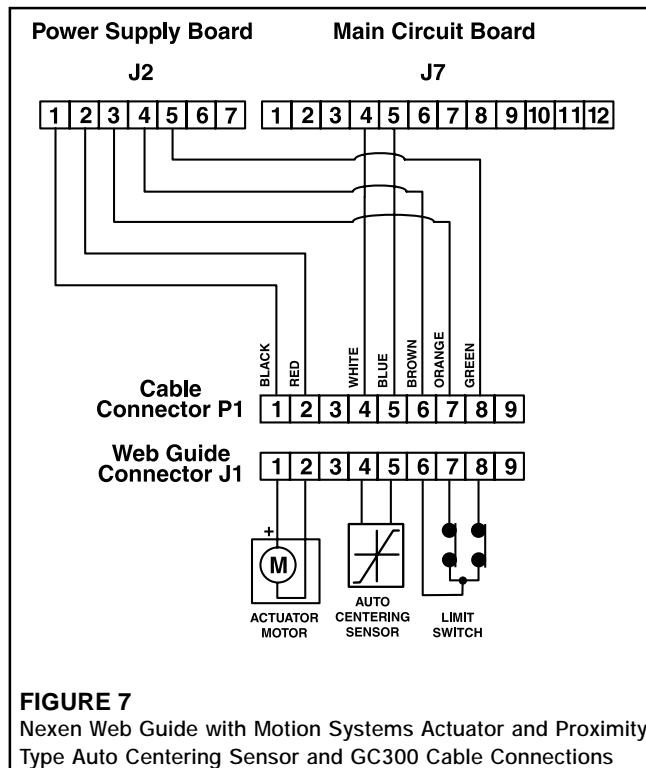 Power Supply Board Main Circuit Board
J2 J7
1 2 3 4 5 6 7 1 2 3 4 5 6 7 8 9 10 11 12
BLACK RED WHITE BLUE BROWN ORANGE GREEN
Cable
Connector P1 1 2 3 4 5 6 7 8 9
Web Guide
Connector J1 1 2 3 4 5 6 7 8 9
+
M
ACTUATOR
MOTOR
AUTO
CENTERING
SENSOR
LIMIT
SWITCH
FIGURE 7
Nexen Web Guide with Motion Systems Actuator and Proximity
Type Auto Centering Sensor and GC300 Cable Connections